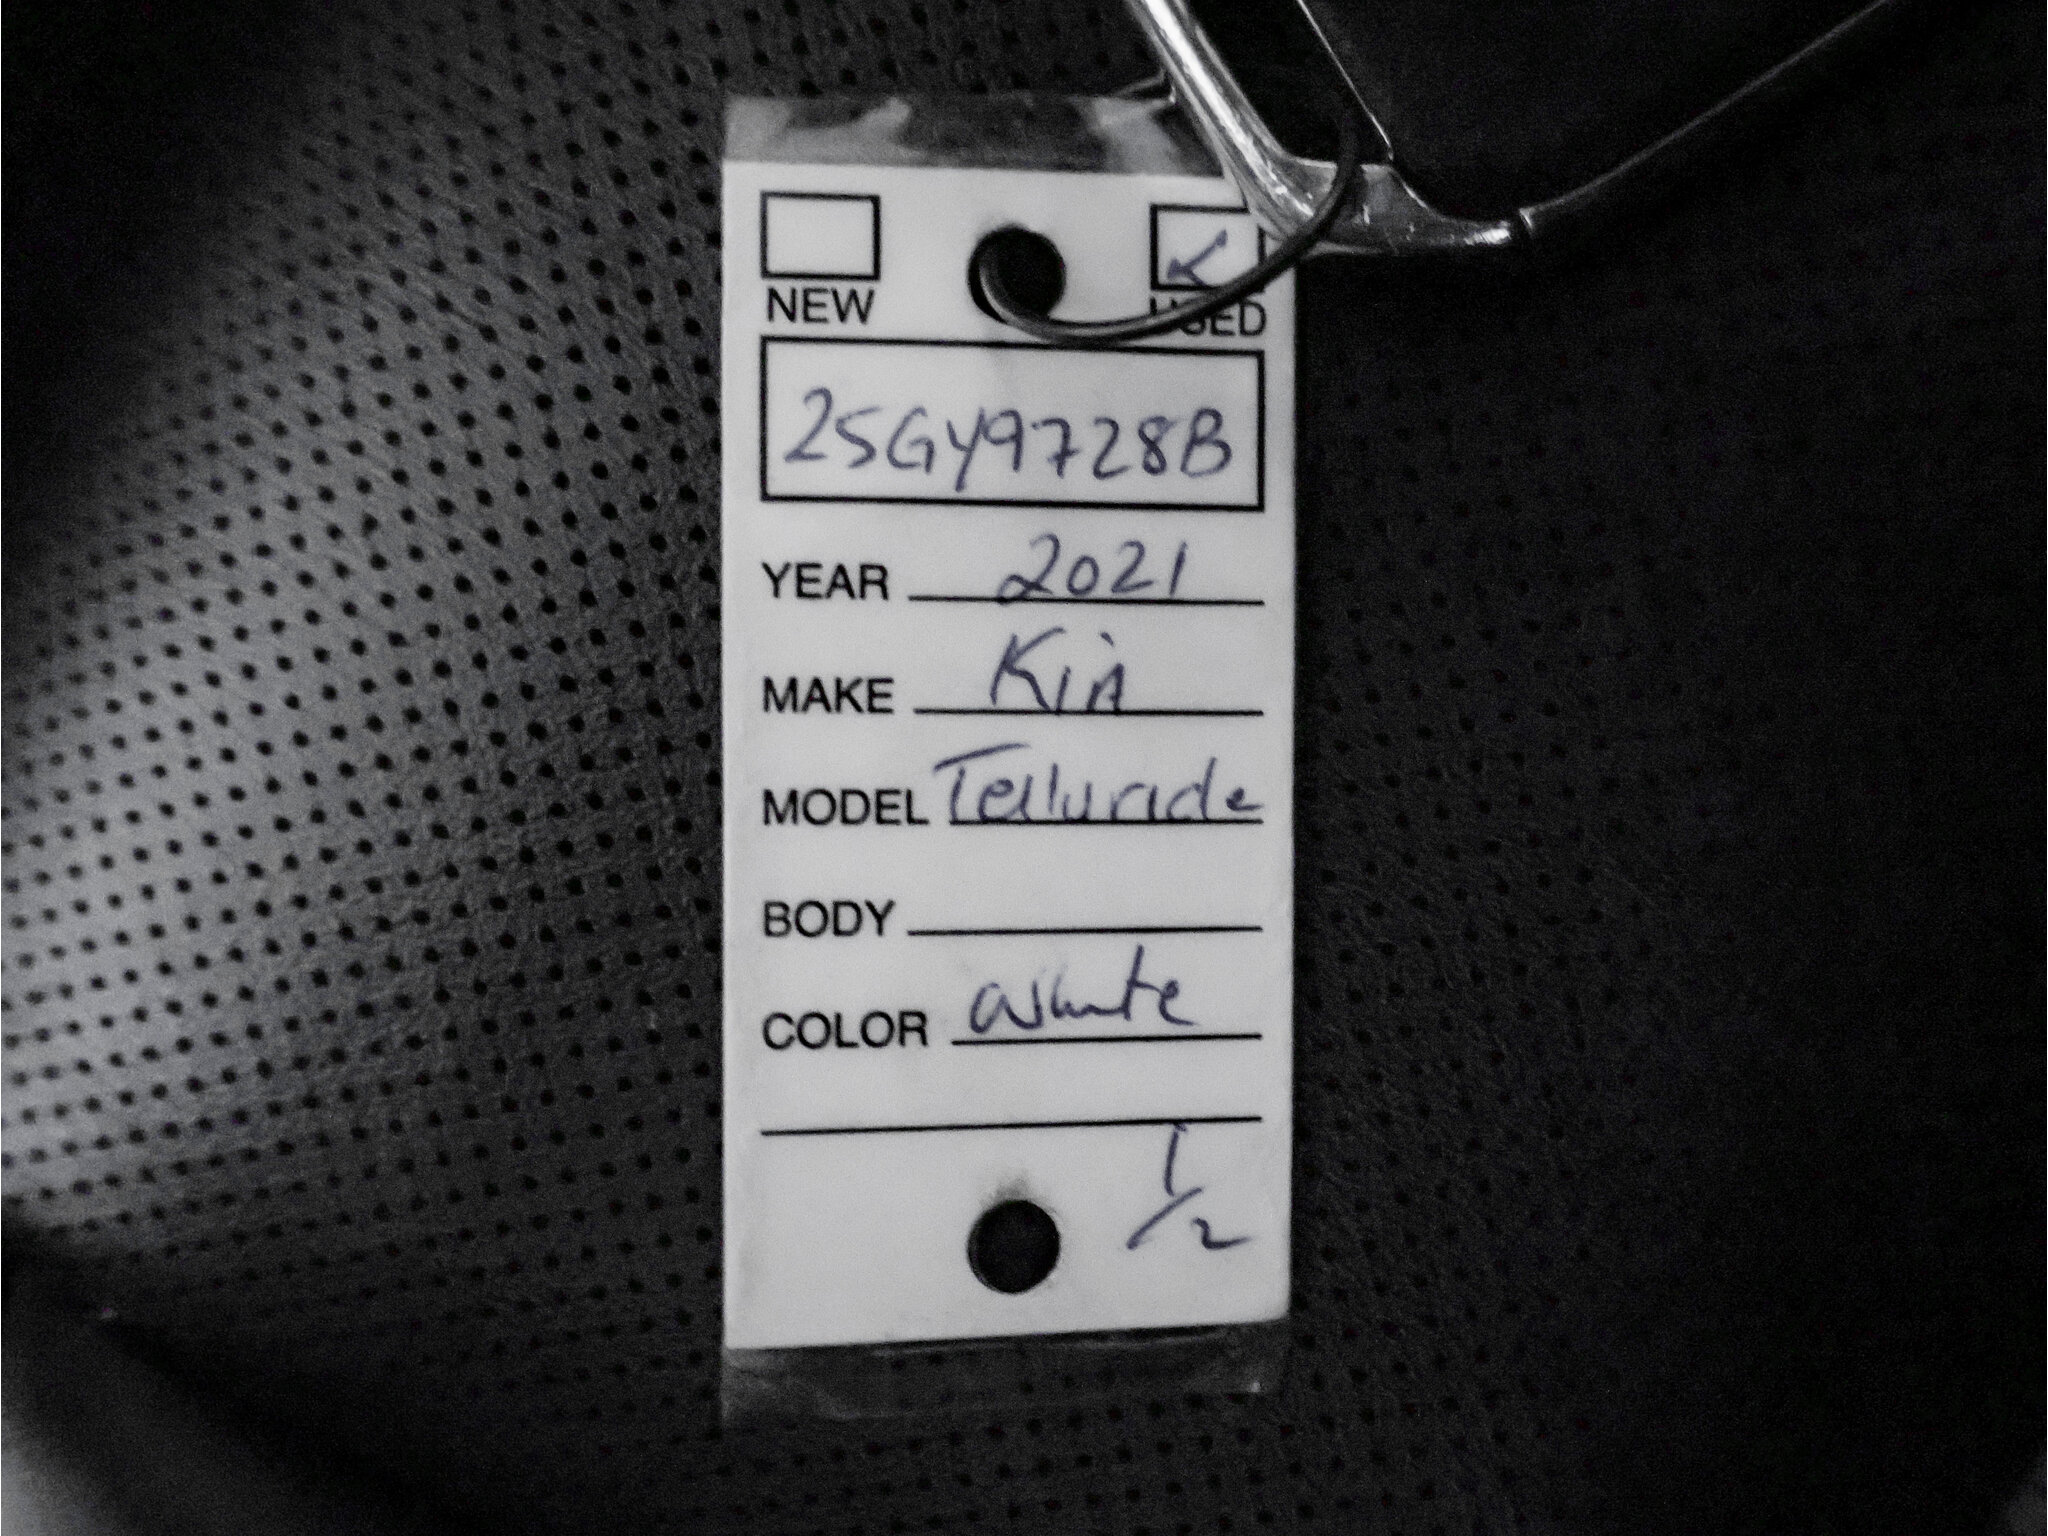 NEW USED
25GY9728B
YEAR 2021
MAKE KiA
MODEL Telluride
BODY
COLOR white
1/2